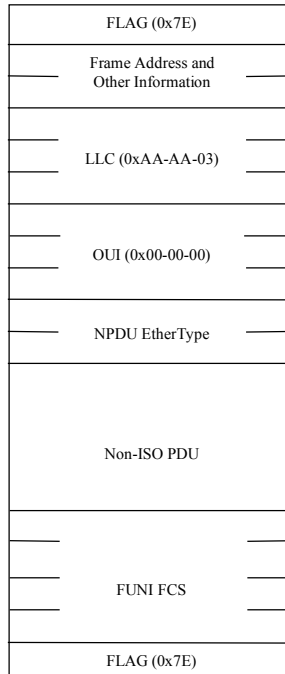 FLAG (0x7E)
Frame Address and
Other Information
LLC (0xAA-AA-03)
OUI (0x00-00-00)
NPDU EtherType
Non-ISO PDU
FUNI FCS
FLAG (0x7E)